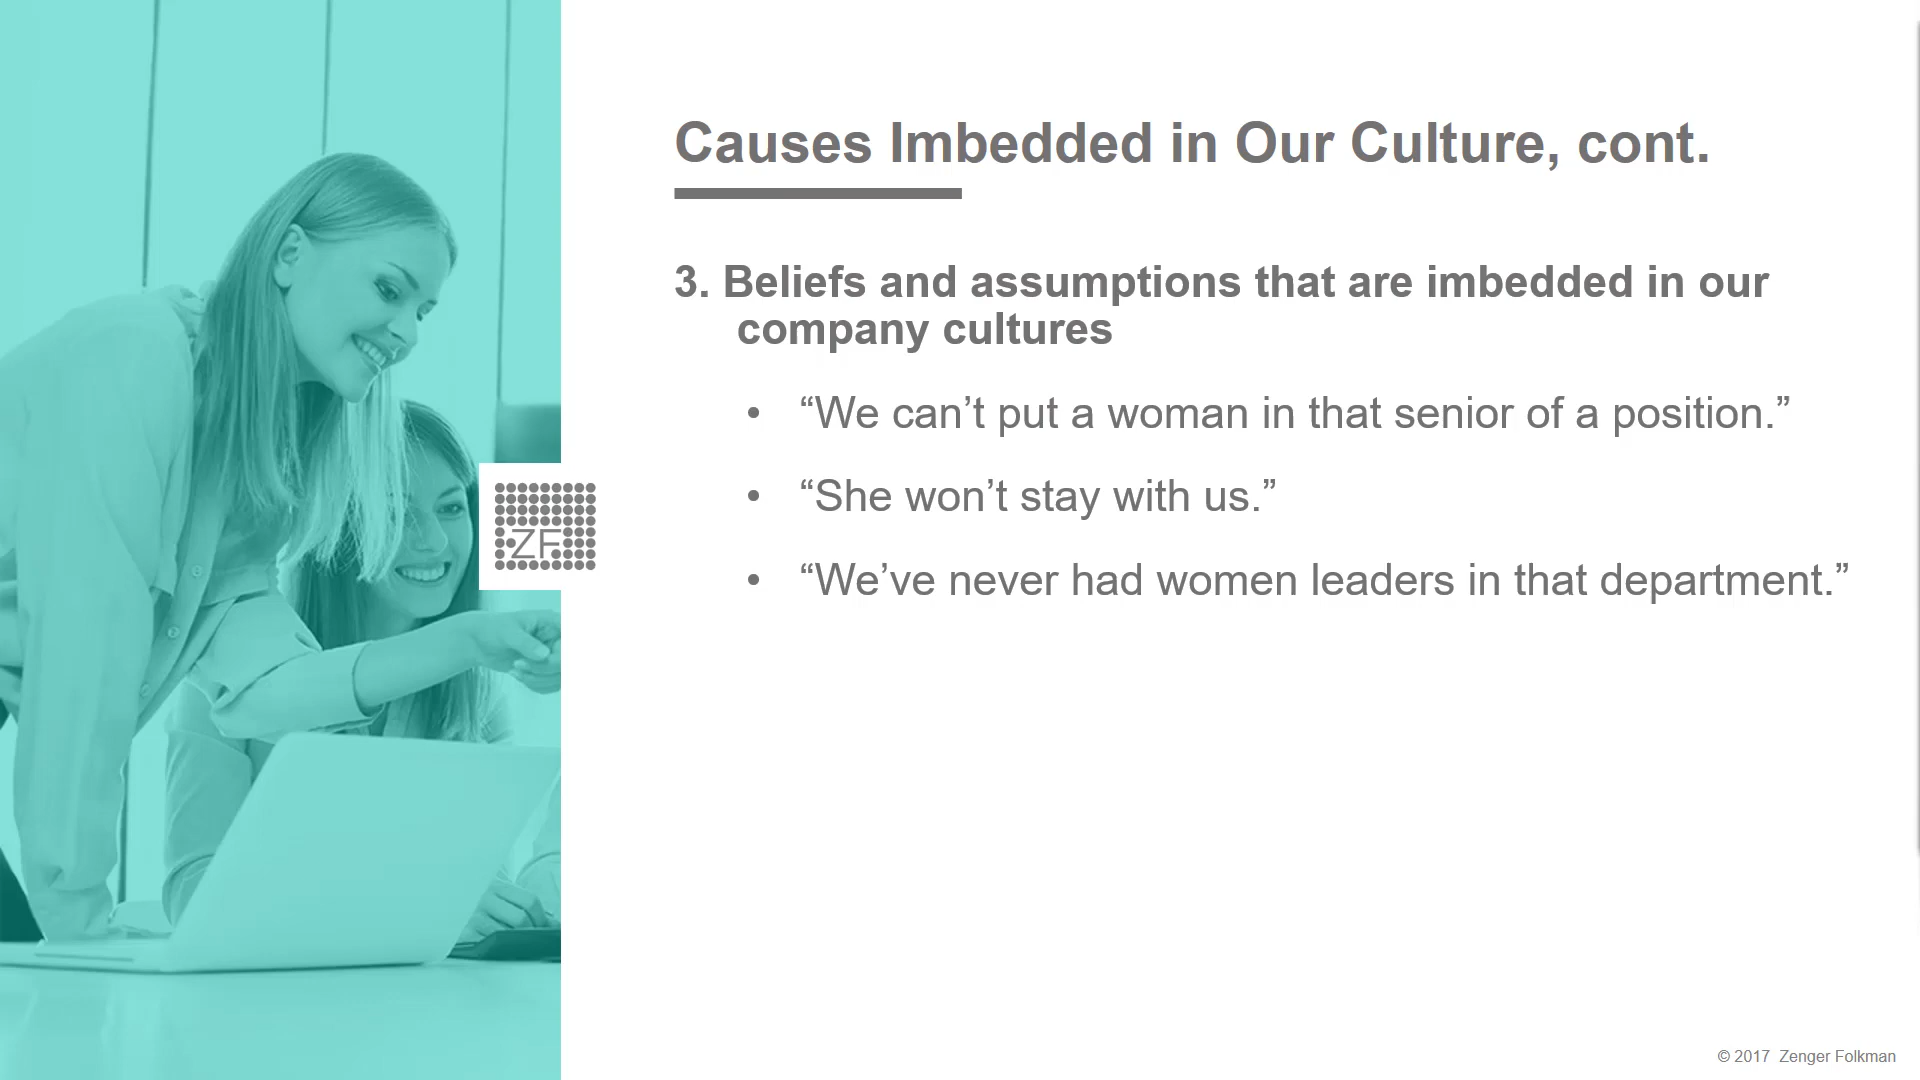 Causes Imbedded in Our Culture, cont.
3. Beliefs and assumptions that are imbedded in our
company cultures
• “We can’t put a woman in that senior of a position.”
• “She won’t stay with us.”
• “We’ve never had women leaders in that department.”
ZF
© 2017 Zenger Folkman